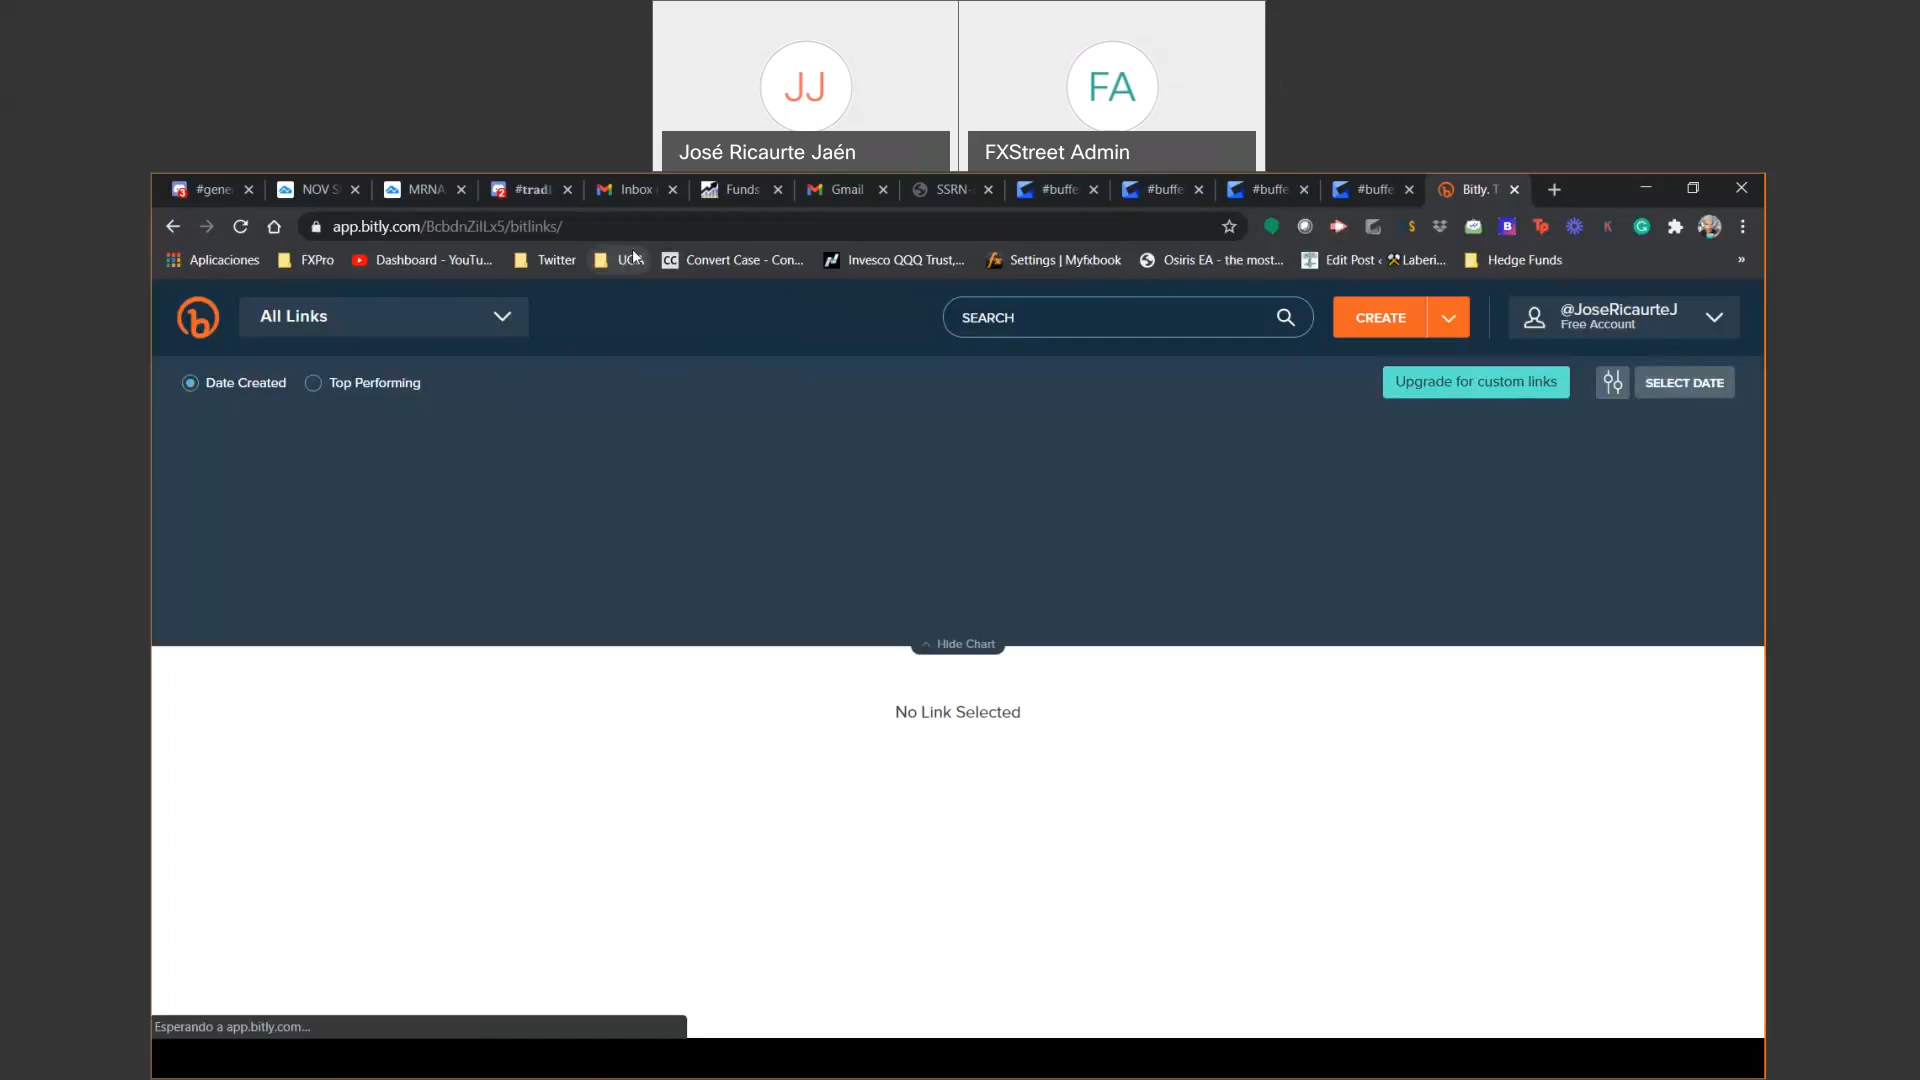 JJ
FA
José Ricaurte Jaén
FXStreet Admin
#gene
NOV S
MRNA
#tradi
Inbox
Funds
Gmail
SSRN-
#buffe
#buffe
#buffe
#buffe
Bitly. T
app.bitly.com/BcbdnZilLx5/bitlinks/
Aplicaciones
FXPro
Dashboard - YouTu...
Twitter
CC
Convert Case - Con...
Invesco QQQ Trust,...
Settings | Myfxbook
Osiris EA - the most...
Edit Post ‹ ⚒Laberi...
Hedge Funds
»
All Links
SEARCH
CREATE
@JoseRicaurteJ
Free Account
Date Created
Top Performing
Upgrade for custom links
SELECT DATE
Hide Chart
No Link Selected
Esperando a app.bitly.com...